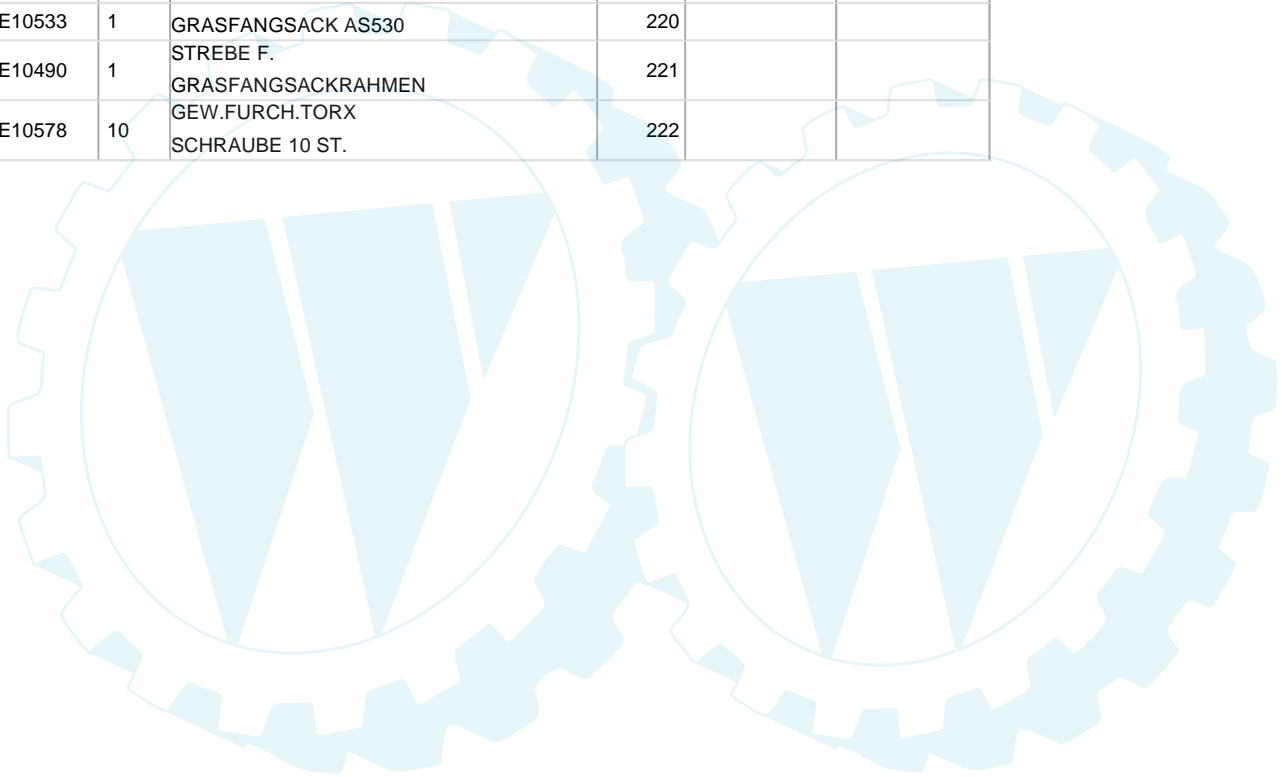 E10533 1 GRASFANGSACK AS530 220
STREBE F.
E10490 1 GRASFANGSACKRAHMEN 221
GEW.FURCH.TORX
E10578 10 SCHRAUBE 10 ST. 222